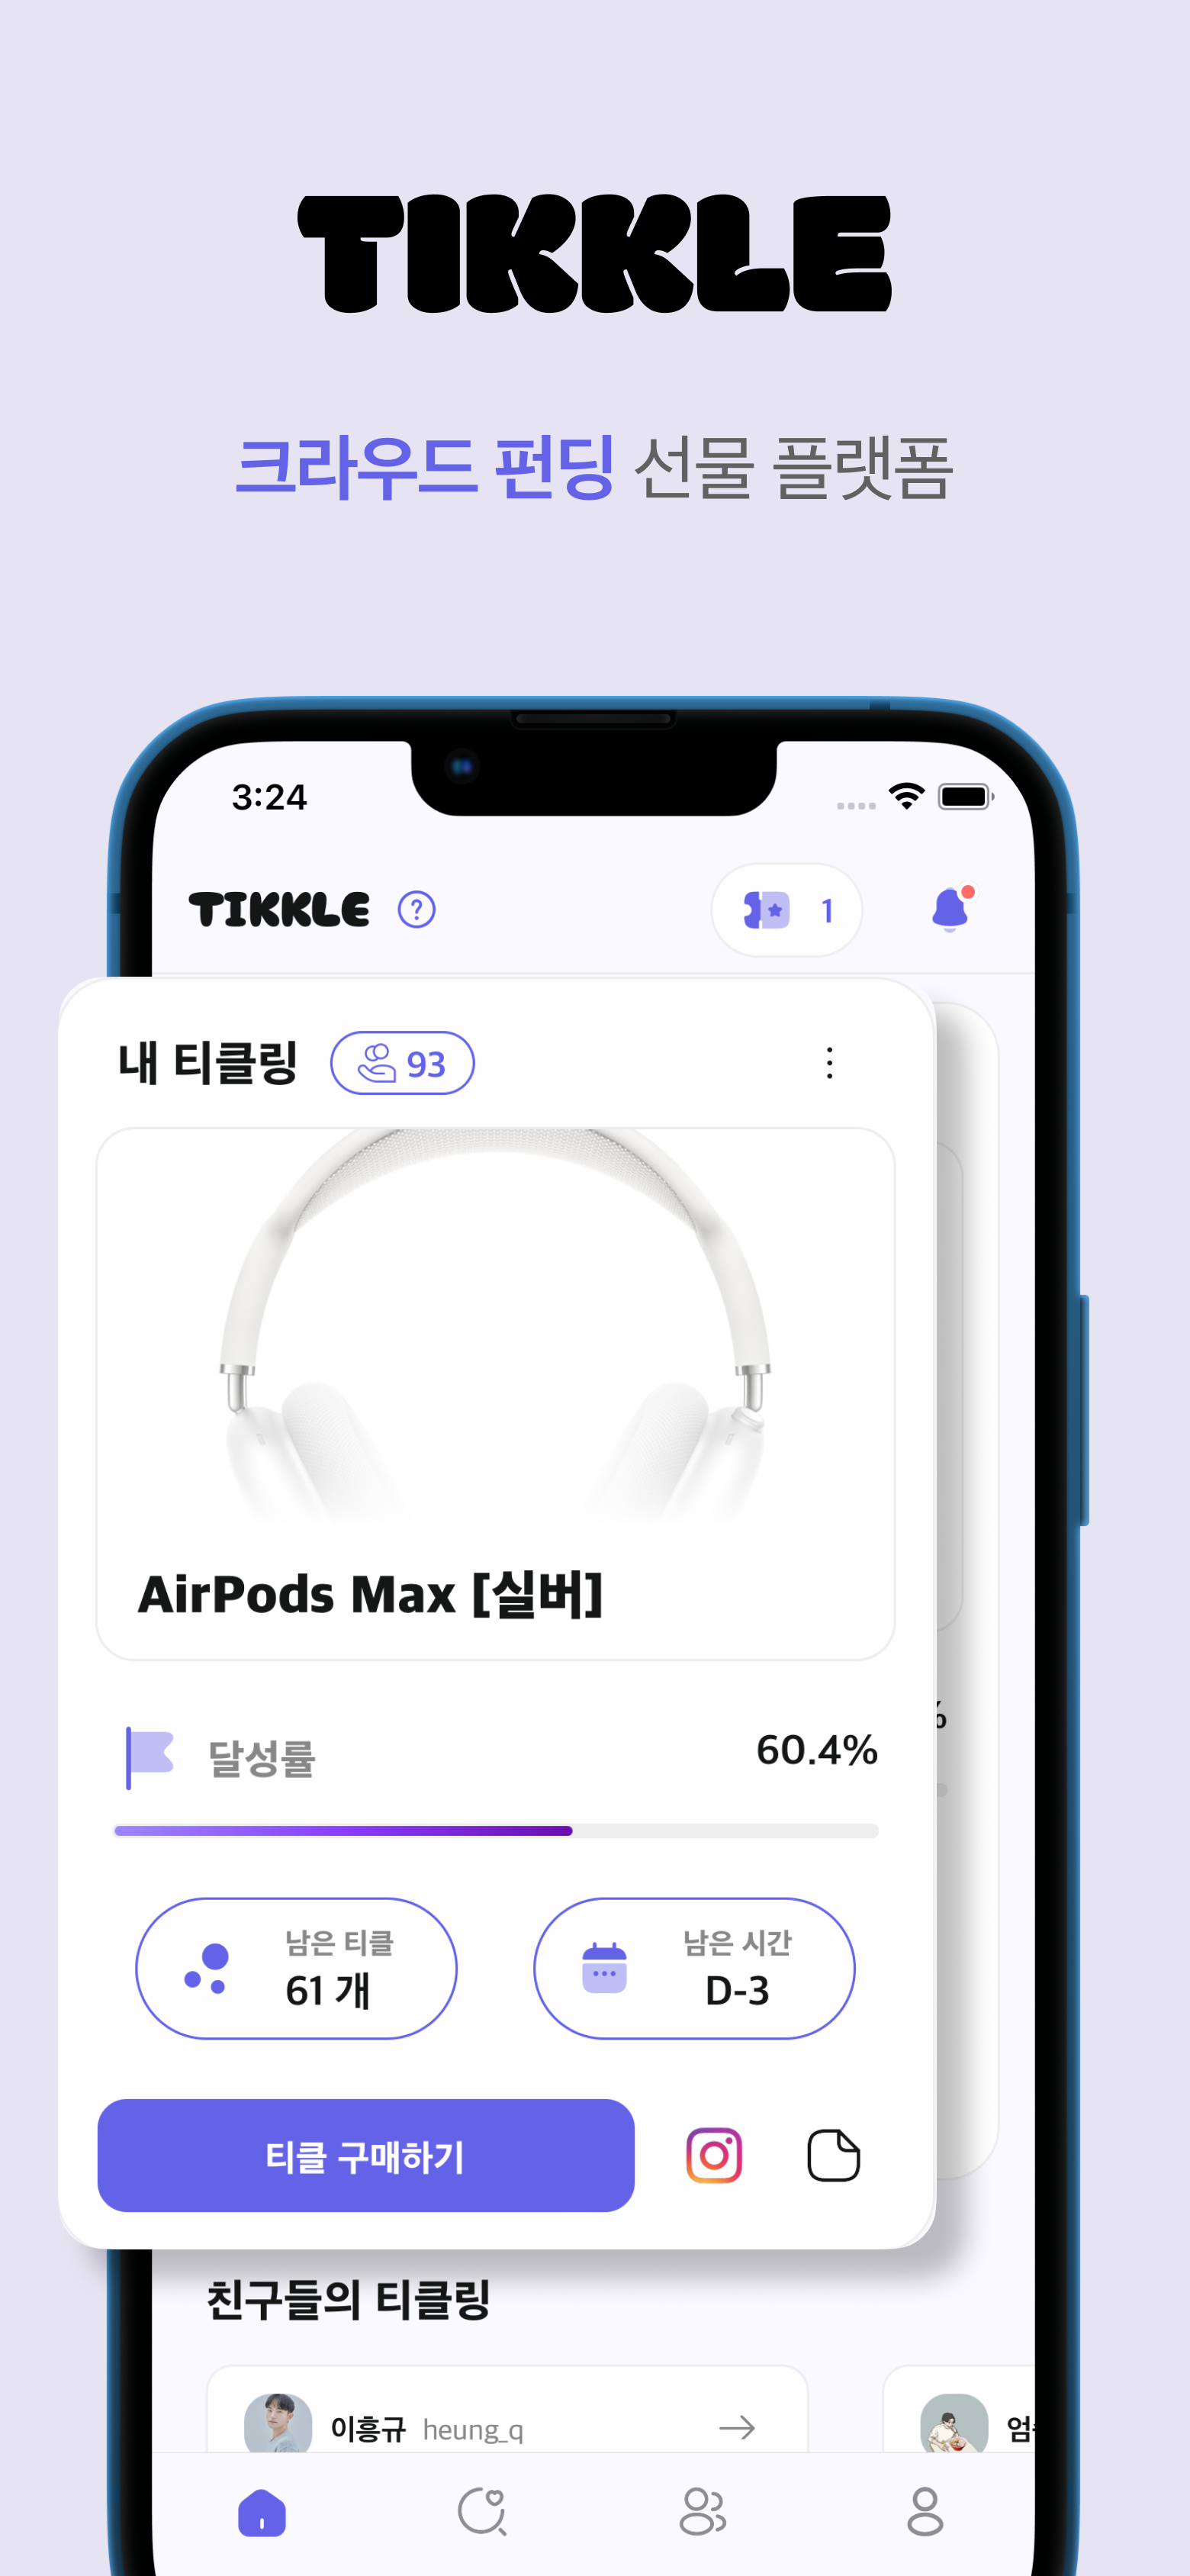 TIKKLE
크라우드 펀딩 선물 플랫폼
3:24
TIKKLE ? 1
내 티클링 93
AirPods Max [실버]
달성률 60.4%
%
남은 티클 남은 시간
61 개 D-3
티클 구매하기
친구들의 티클링
이흥규 heung_q 엄